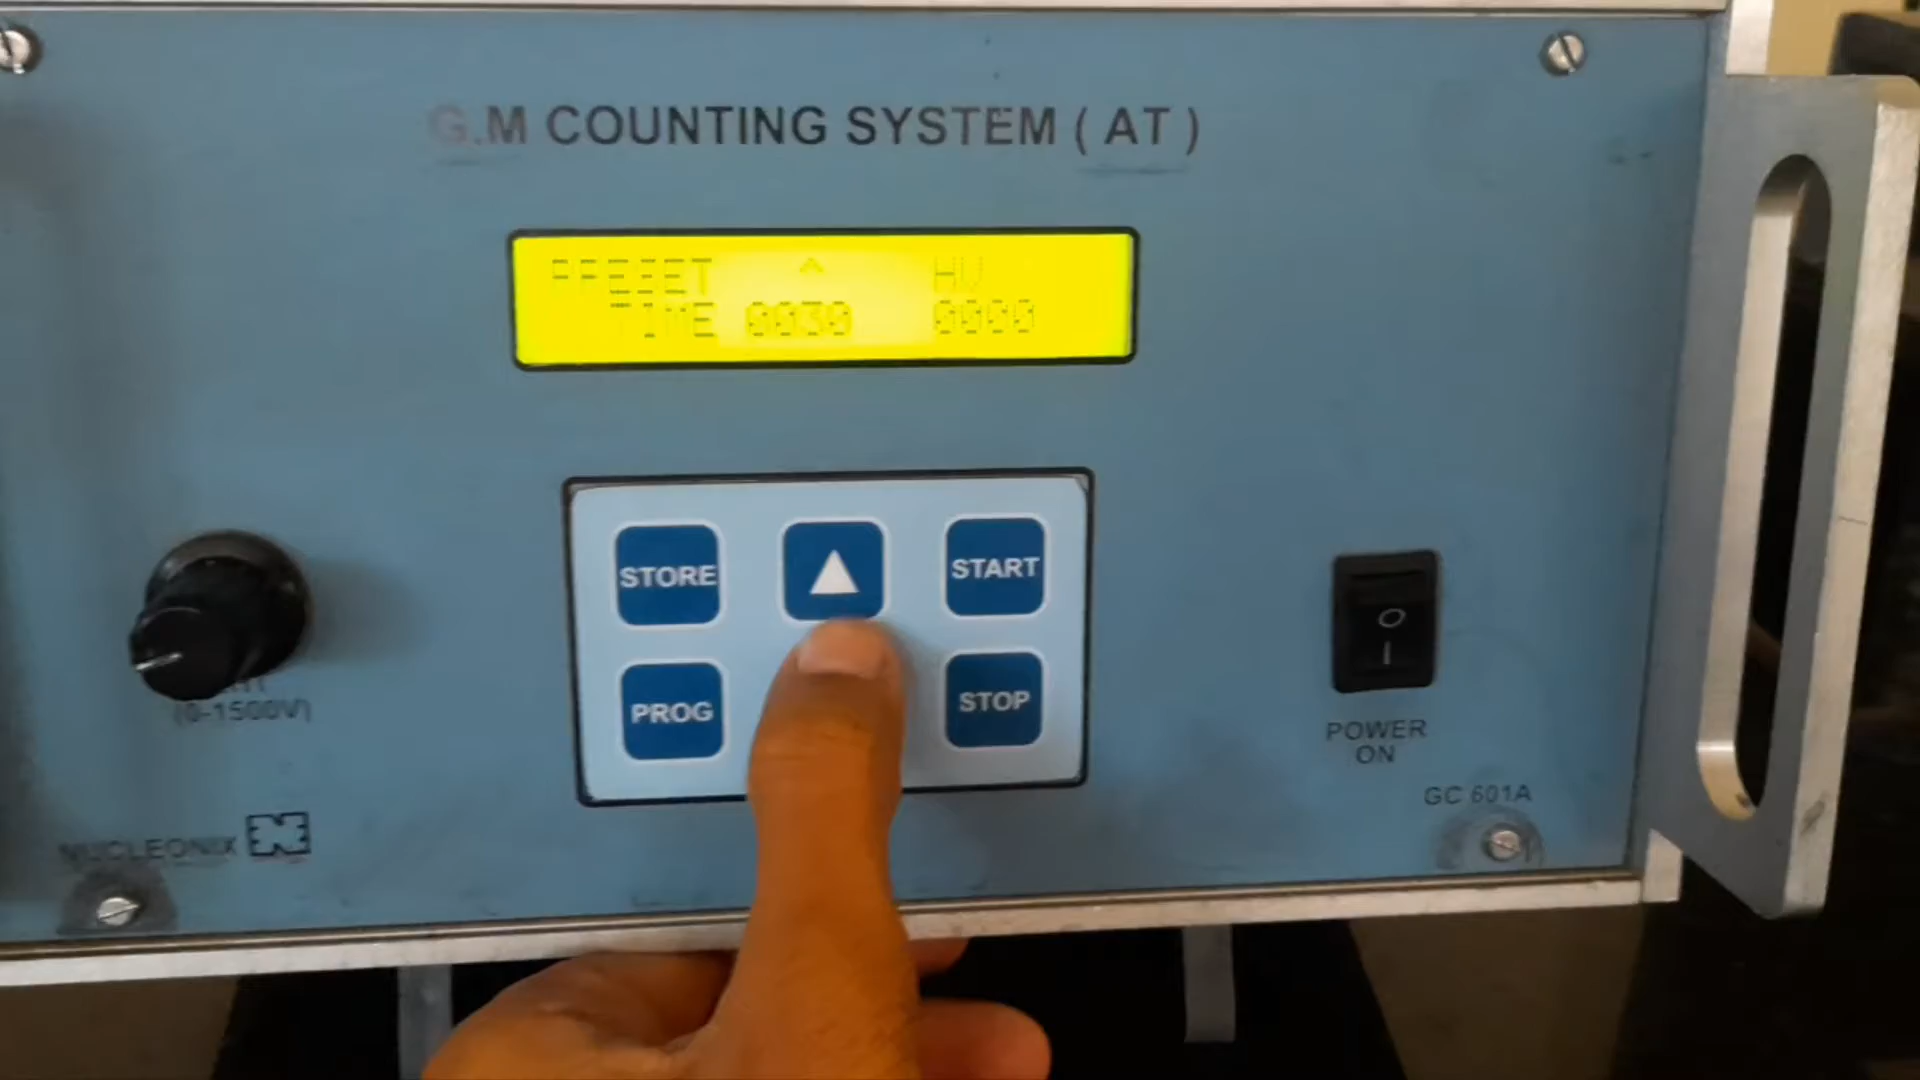 G.M COUNTING SYSTEM ( AT )
PRESET ^ HV
TIME 0030 0000
STORE
START
PROG
STOP
(0-1500V)
POWER
ON
GC 601A
NUCLEONIX